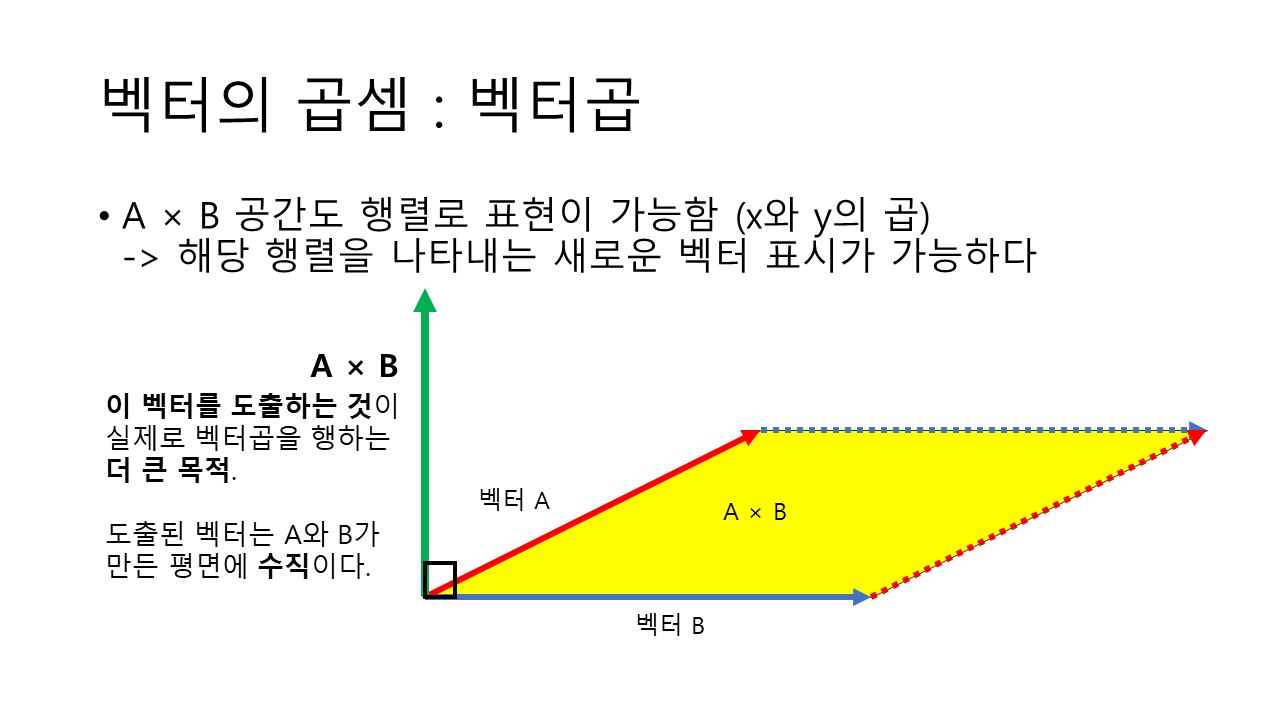 벡터의 곱셈 : 벡터곱
• A × B 공간도 행렬로 표현이 가능함 (x와 y의 곱)
-> 해당 행렬을 나타내는 새로운 벡터 표시가 가능하다
A × B
이 벡터를 도출하는 것이
실제로 벡터곱을 행하는
더 큰 목적.
도출된 벡터는 A와 B가
만든 평면에 수직이다.
벡터 A
A × B
벡터 B